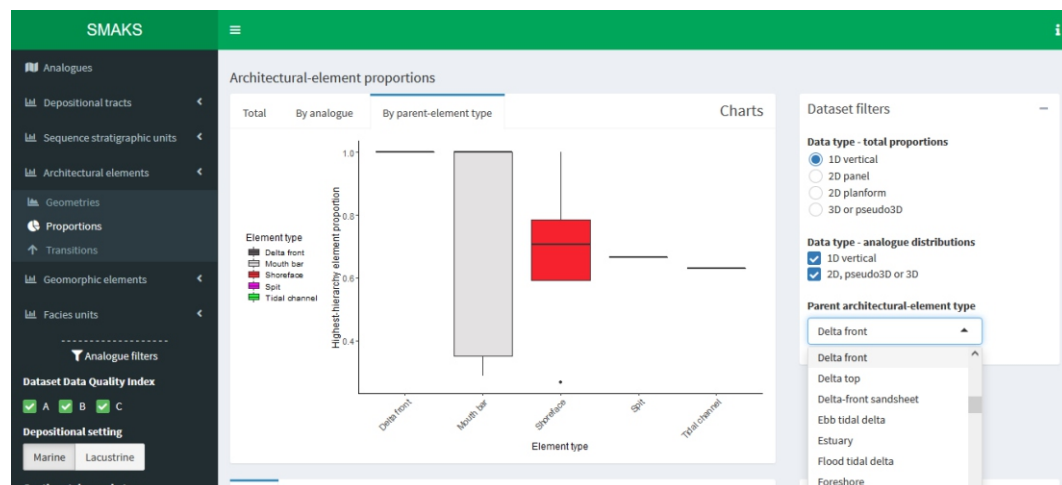 SMAKS
i
Analogues
Depositional tracts
Sequence stratigraphic units
Architectural elements
Geometries
Proportions
Transitions
Geomorphic elements
Facies units
Analogue filters
Dataset Data Quality Index
A B C
Depositional setting
Marine Lacustrine
Architectural-element proportions
Total By analogue By parent-element type Charts
1.0
0.8
0.6
0.4
Highest-hierarchy element proportion
Element type
Delta front
Mouth bar
Shoreface
Spit
Tidal channel
Delta front Mouth bar Shoreface Spit Tidal channel
Element type
Dataset filters
Data type - total proportions
1D vertical
2D panel
2D planform
3D or pseudo3D
Data type - analogue distributions
1D vertical
2D, pseudo3D or 3D
Parent architectural-element type
Delta front
Delta front
Delta top
Delta-front sandsheet
Ebb tidal delta
Estuary
Flood tidal delta
Foreshore